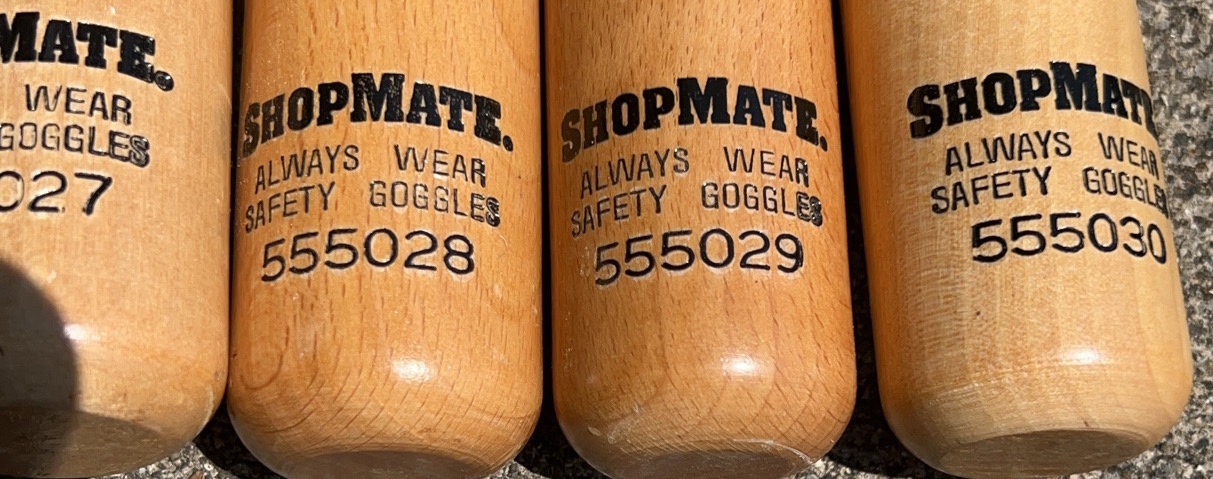 MATE.
WEAR
GOGGLES
027
SHOPMATE.
ALWAYS WEAR
SAFETY GOGGLES
555028
SHOPMATE.
ALWAYS WEAR
SAFETY GOGGLES
555029
SHOPMATE
ALWAYS WEAR
SAFETY GOGGLES
555030